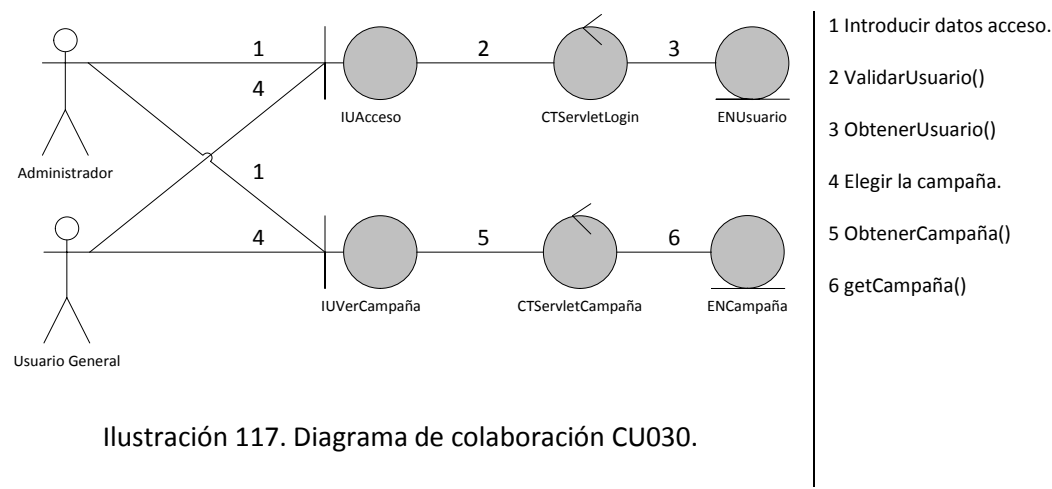 1
2
3
4
IUAcceso
CTServletLogin
ENUsuario
Administrador
1
4
5
6
IUVerCampaña
CTServletCampaña
ENCampaña
Usuario General
Ilustración 117. Diagrama de colaboración CU030.
1 Introducir datos acceso.
2 ValidarUsuario()
3 ObtenerUsuario()
4 Elegir la campaña.
5 ObtenerCampaña()
6 getCampaña()